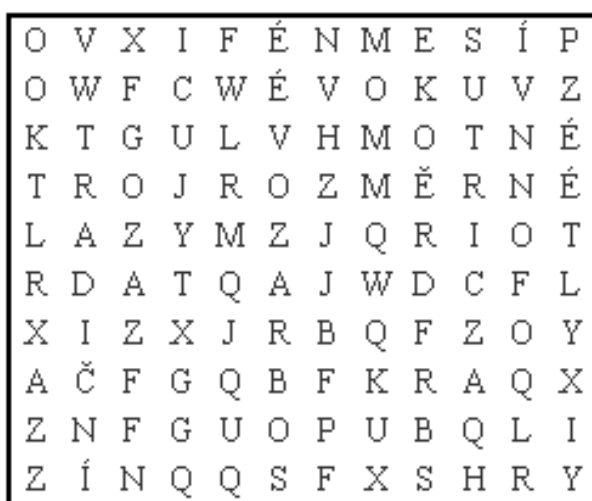 O V X I F É N M E S Í P
O W F C W É V O K U V Z
K T G U L V H M O T N É
T R O J R O Z M Ě R N É
L A Z Y M Z J Q R I O T
R D A T Q A J W D C F L
X I Z X J R B Q F Z O Y
A Č F G Q B F K R A Q X
Z N F G U O P U B Q L I
Z Í N Q Q S F X S H R Y